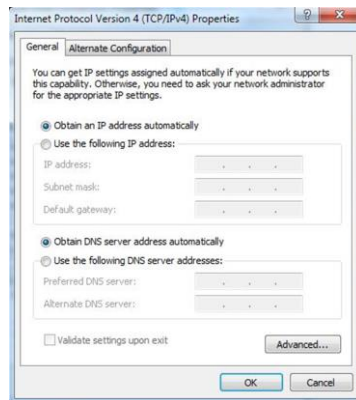 Internet Protocol Version 4 (TCP/IPv4) Properties
General
Alternate Configuration
You can get IP settings assigned automatically if your network supports
this capability. Otherwise, you need to ask your network administrator
for the appropriate IP settings.
Obtain an IP address automatically
Use the following IP address:
IP address:
Subnet mask:
Default gateway:
Obtain DNS server address automatically
Use the following DNS server addresses:
Preferred DNS server:
Alternate DNS server:
Validate settings upon exit
Advanced...
OK
Cancel